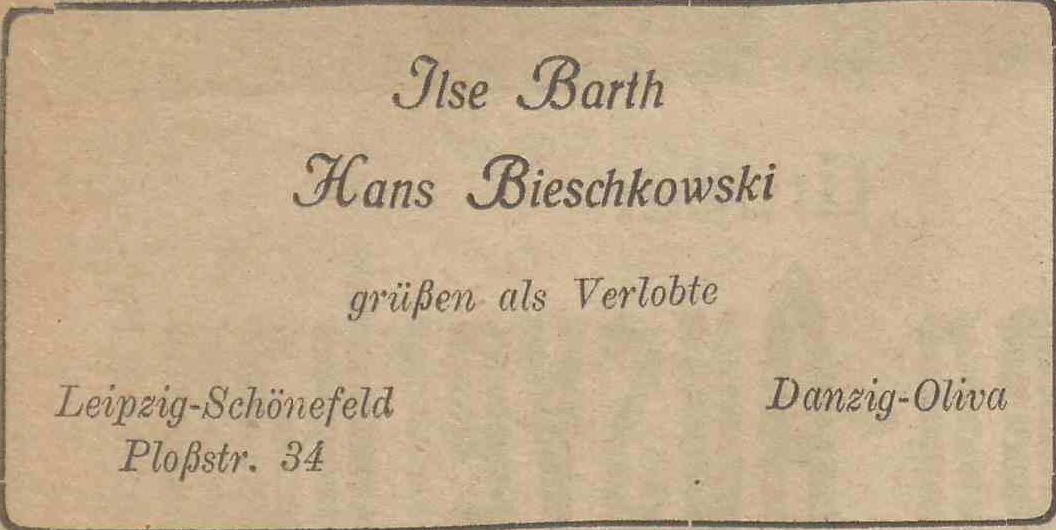 Ilse Barth
Hans Bieschkowski
grüßen als Verlobte
Leipzig-Schönefeld
Ploßstr. 34
Danzig-Oliva